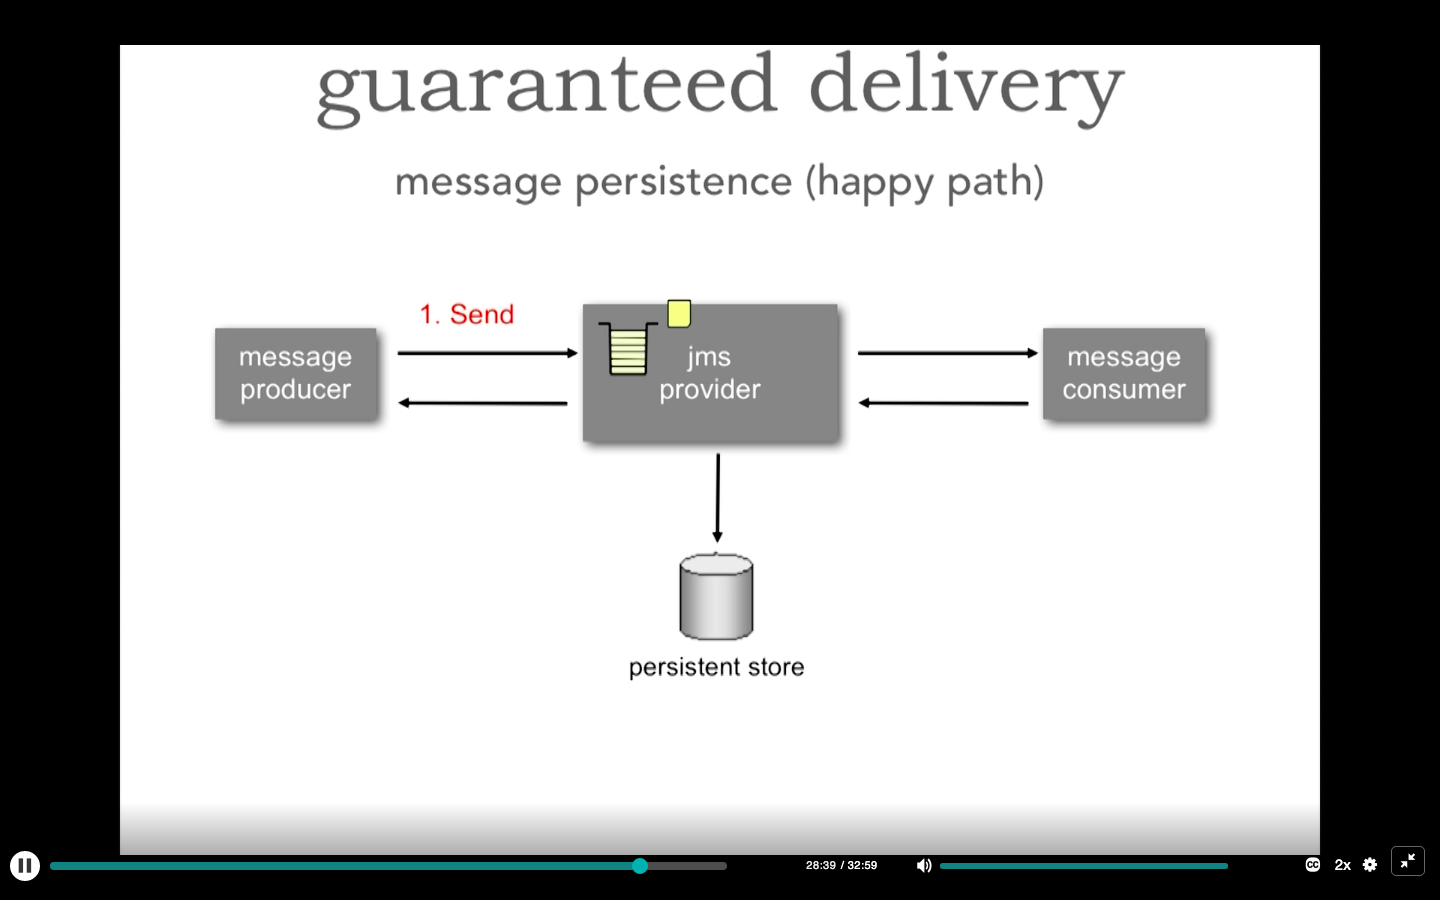 guaranteed delivery
message persistence (happy path)
1. Send
message
producer
jms
provider
message
consumer
persistent store
28:39 / 32:59
CC
2x